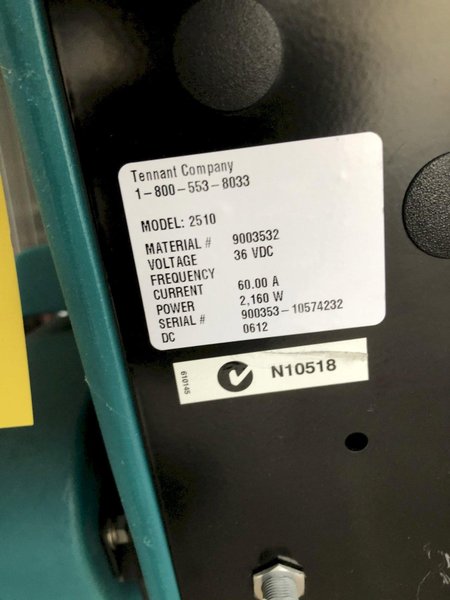 Tennant Company
1-800-553-8033
MODEL: 2510
MATERIAL # 9003532
VOLTAGE 36 VDC
FREQUENCY
CURRENT 60.00 A
POWER 2,160 W
SERIAL # 900353-10574232
DC 0612
610145
N10518